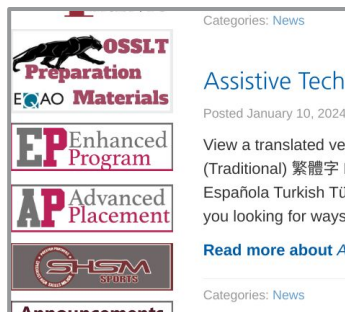 OSSLT
Preparation
EQAO Materials
EP Enhanced
Program
AP Advanced
Placement
SHSM
SPORTS
Announcements
Categories: News
Assistive Tech
Posted January 10, 2024
View a translated ve
(Traditional) 繁體字
Española Turkish Tü
you looking for ways
Read more about A
Categories: News